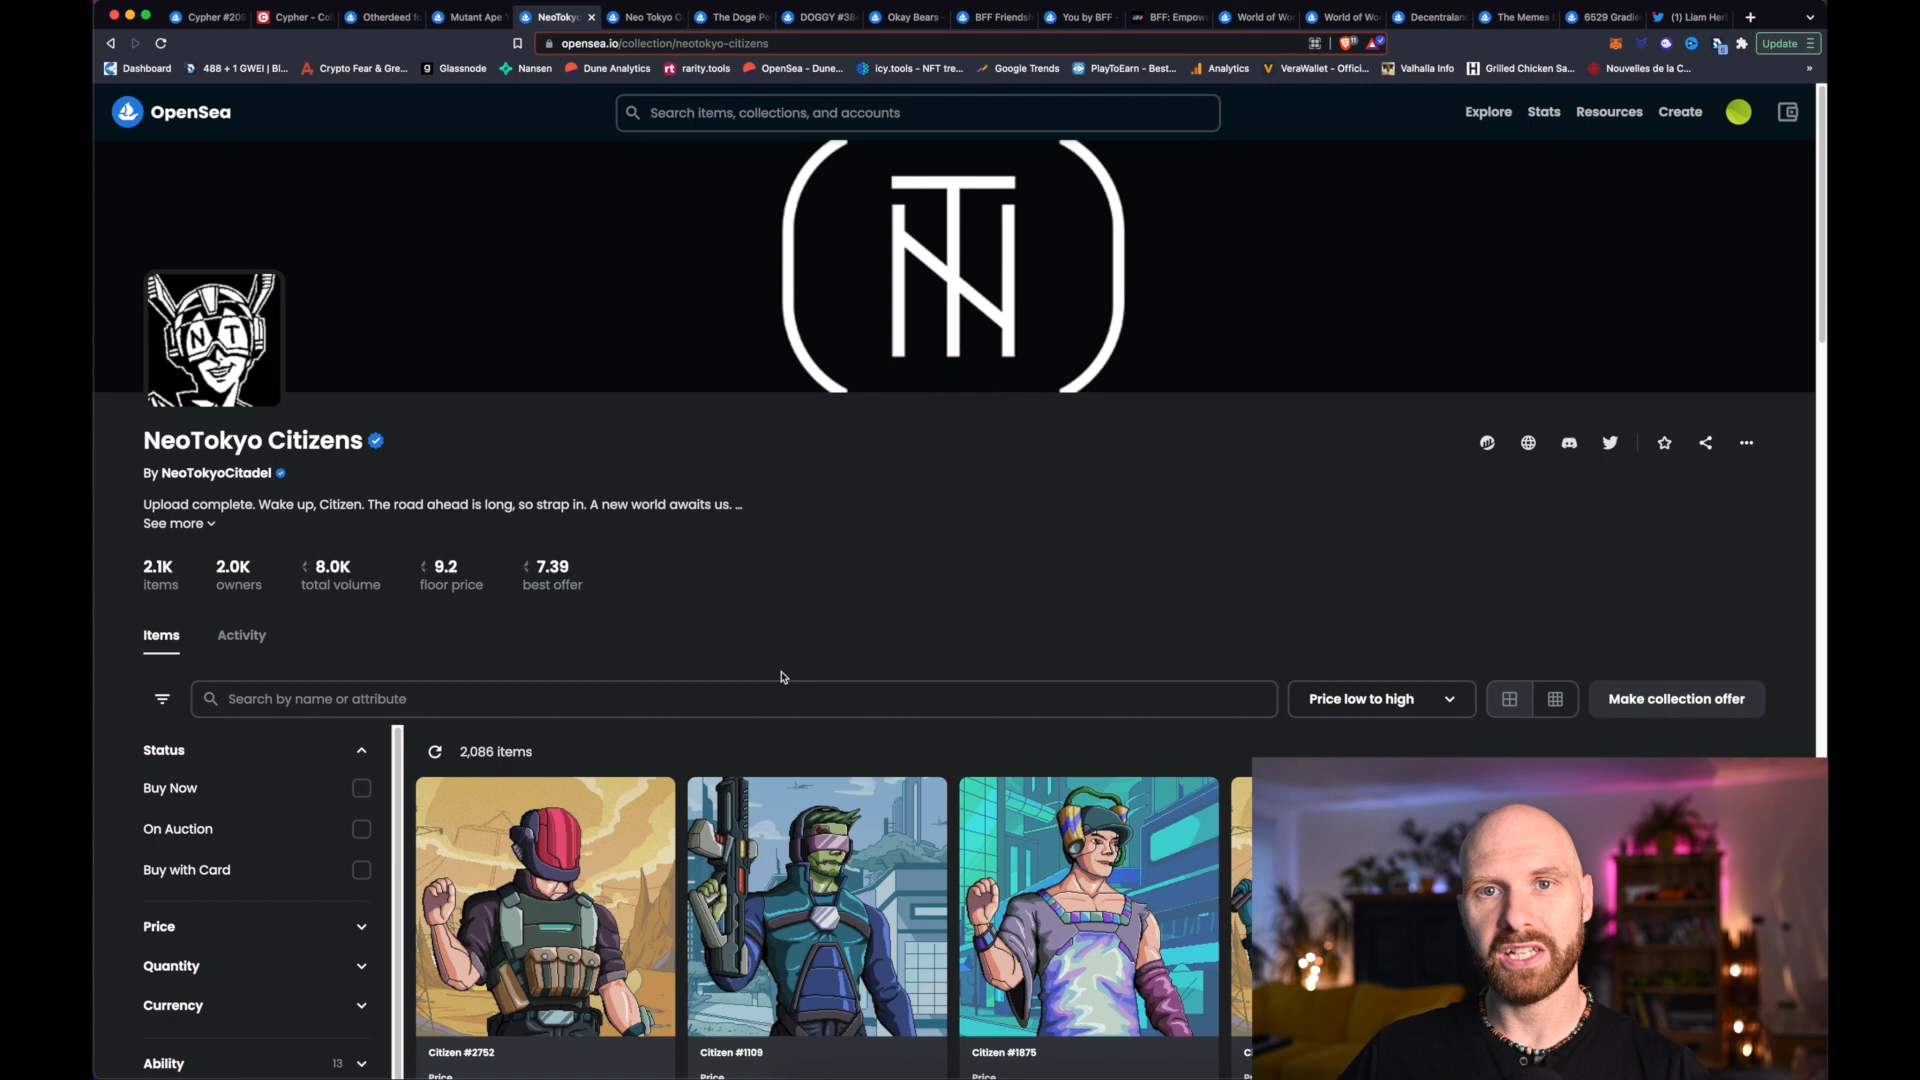 Cypher #209
Cypher - Col
Otherdeed fo
Mutant Ape
NeoToky
Neo Tokyo O
The Doge Po
DOGGY #38
Okay Bears -
BFF Friendsh
You by BFF -
BFF: Empow
World of Wo
World of Wo
Decentralan
The Memes
6529 Gradie
(1) Liam Her
opensea.io/collection/neotokyo-citizens
Update
Dashboard
488 + 1 GWEI | Bl...
Crypto Fear & Gre...
Glassnode
Nansen
Dune Analytics
rarity.tools
OpenSea - Dune...
icy.tools - NFT tre...
Google Trends
PlayToEarn - Best...
Analytics
VeraWallet - Offici...
Valhalla Info
Grilled Chicken Sa...
Nouvelles de la C...
»
OpenSea
Search items, collections, and accounts
Explore
Stats
Resources
Create
NeoTokyo Citizens
By NeoTokyoCitadel
Upload complete. Wake up, Citizen. The road ahead is long, so strap in. A new world awaits us. ...
See more
2.1K
items
2.0K
owners
8.0K
total volume
9.2
floor price
7.39
best offer
Items
Activity
Search by name or attribute
Price low to high
Make collection offer
Status
Buy Now
On Auction
Buy with Card
Price
Quantity
Currency
Ability
13
2,086 items
Citizen #2752
Price
Citizen #1109
Price
Citizen #1875
Price